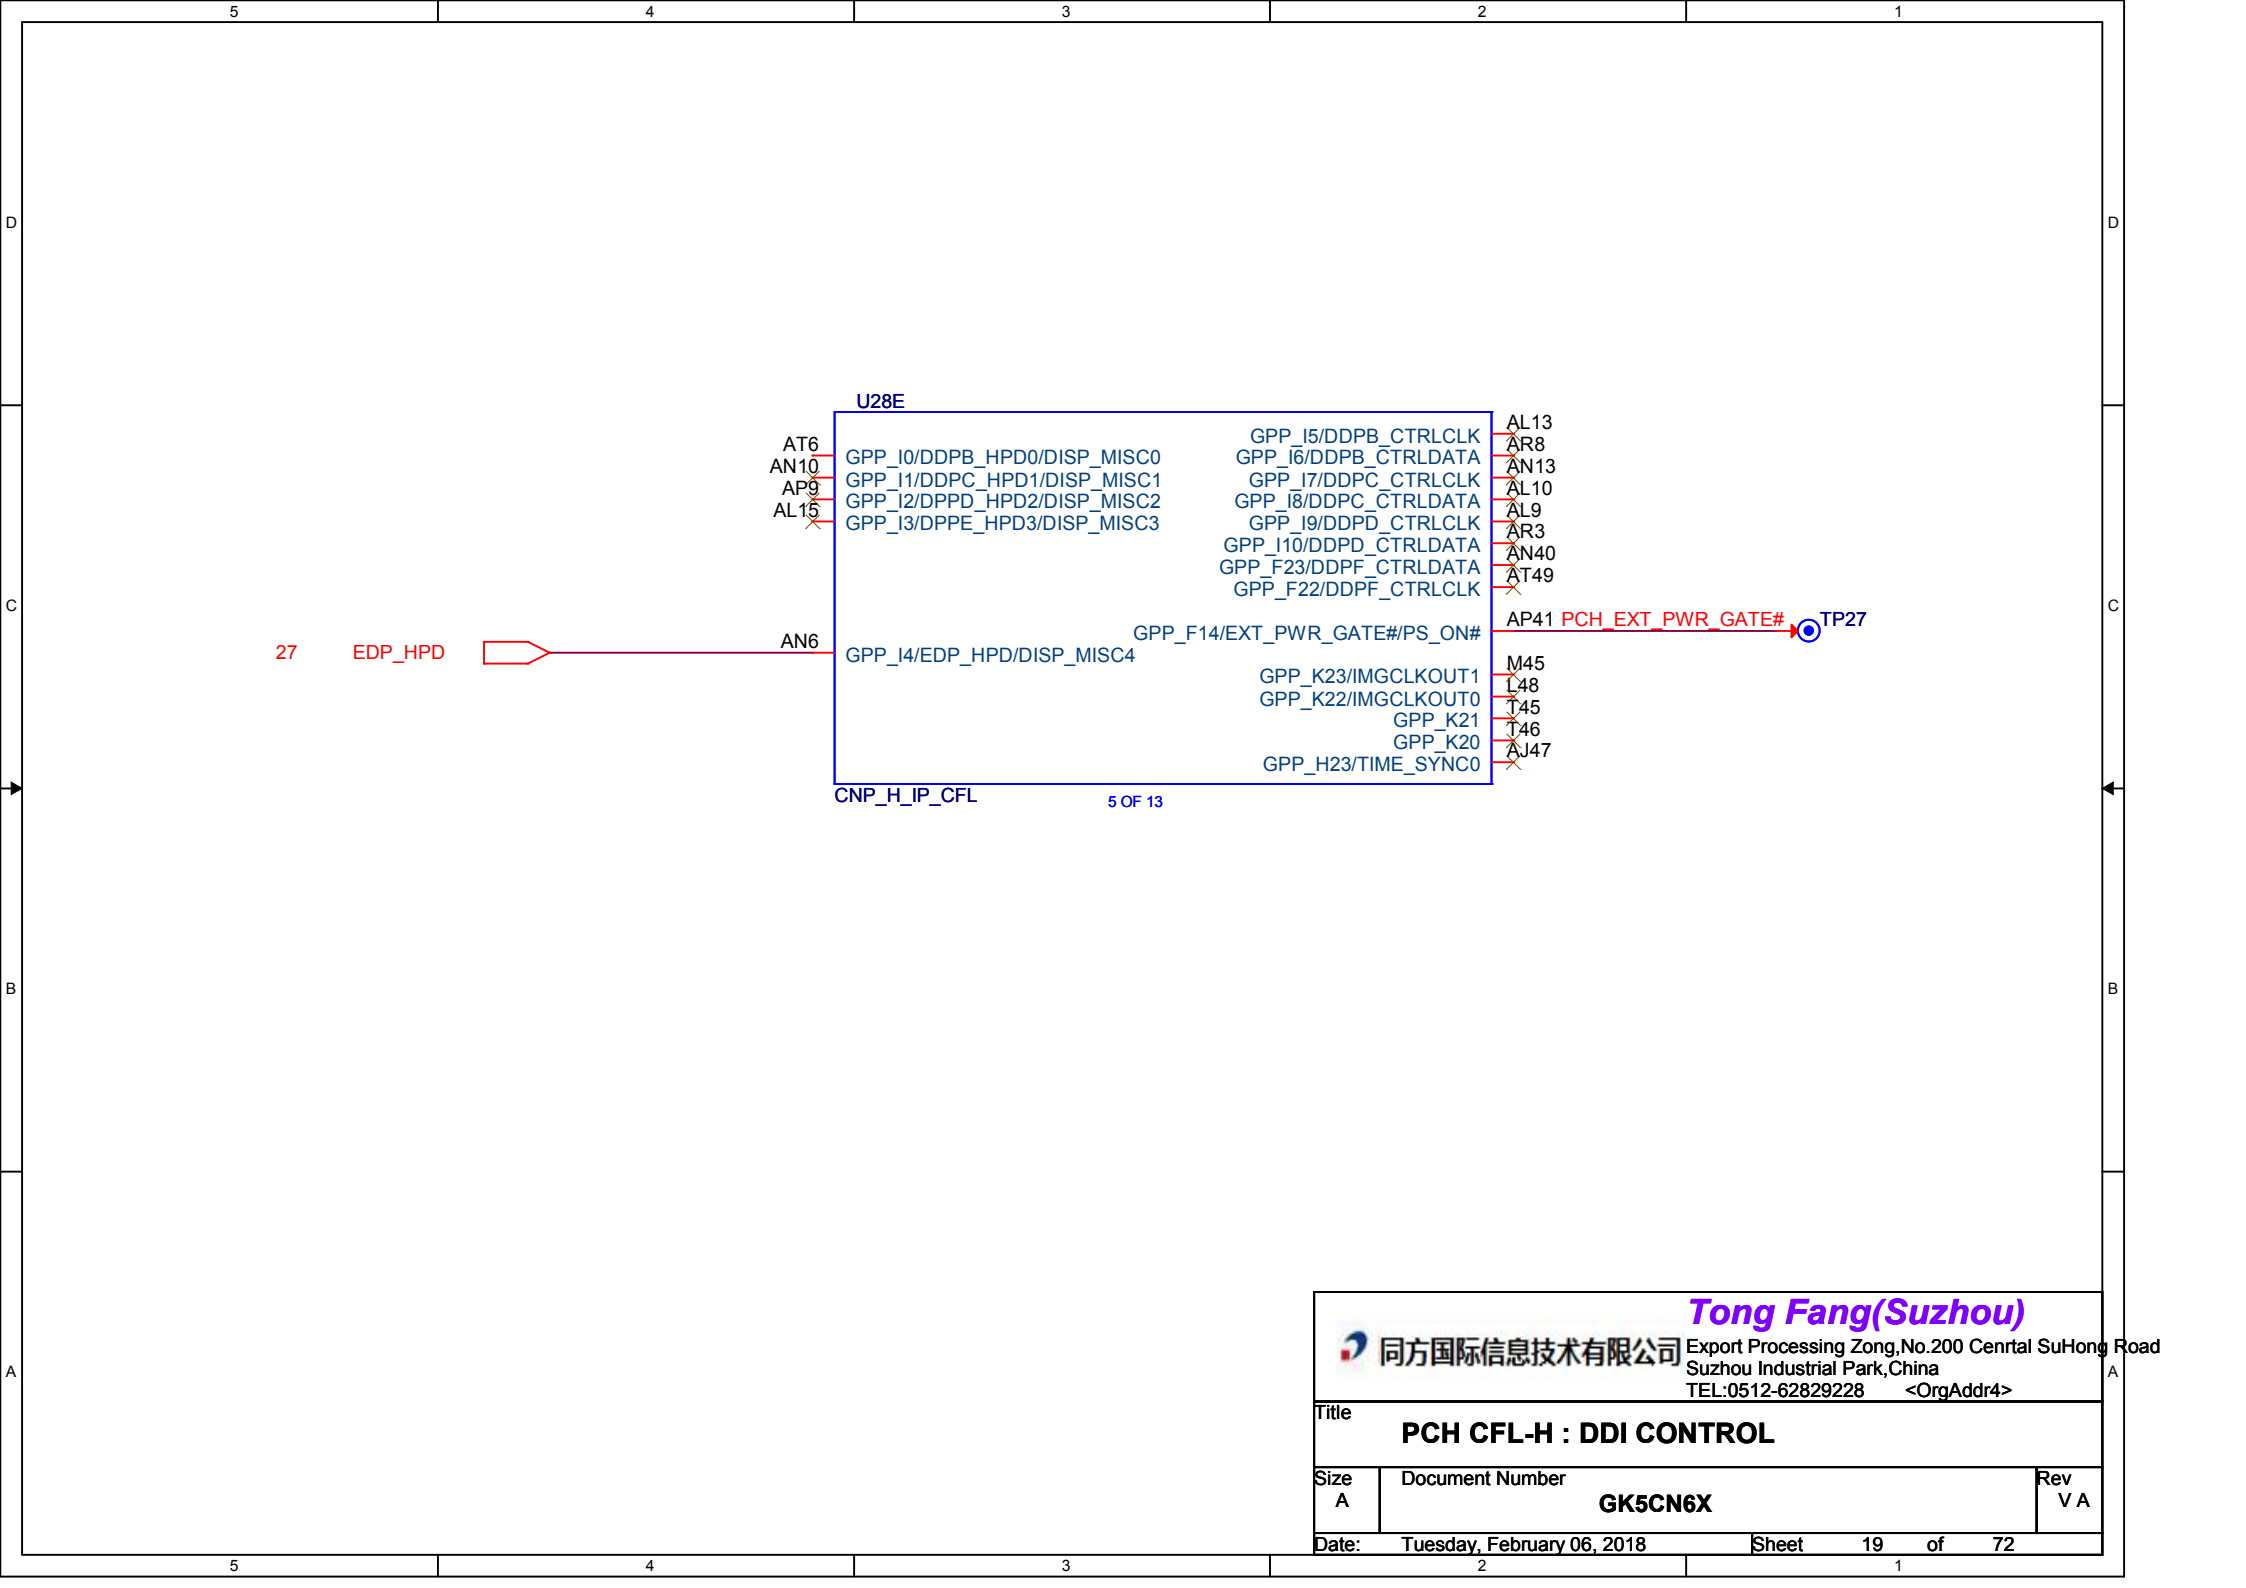 5 4 3 2 1
D D
U28E
AL13
GPP_I5/DDPB_CTRLCLK
AT6
AR8
GPP_I0/DDPB_HPD0/DISP_MISC0
GPP_I6/DDPB_CTRLDATA
AN10
AN13
GPP_I1/DDPC_HPD1/DISP_MISC1
GPP_I7/DDPC_CTRLCLK
AP9
AL10
GPP_I2/DPPD_HPD2/DISP_MISC2
GPP_I8/DDPC_CTRLDATA
AL15
AL9
GPP_I3/DPPE_HPD3/DISP_MISC3
GPP_I9/DDPD_CTRLCLK
AR3
GPP_I10/DDPD_CTRLDATA
AN40
GPP_F23/DDPF_CTRLDATA
AT49
GPP_F22/DDPF_CTRLCLK
C C
AP41 PCH_EXT_PWR_GATE# TP27
GPP_F14/EXT_PWR_GATE#/PS_ON#
27 EDP_HPD
AN6
GPP_I4/EDP_HPD/DISP_MISC4
M45
GPP_K23/IMGCLKOUT1
L48
GPP_K22/IMGCLKOUT0
T45
GPP_K21
T46
GPP_K20
AJ47
GPP_H23/TIME_SYNC0
CNP_H_IP_CFL
5 OF 13
B B
Tong Fang(Suzhou)
同方国际信息技术有限公司
Export Processing Zong,No.200 Cenrtal SuHong Road
Suzhou Industrial Park,China
A A
TEL:0512-62829228 <OrgAddr4>
Title
PCH CFL-H : DDI CONTROL
Size Document Number Rev
A GK5CN6X V A
Date: Tuesday, February 06, 2018 Sheet 19 of 72
5 4 3 2 1